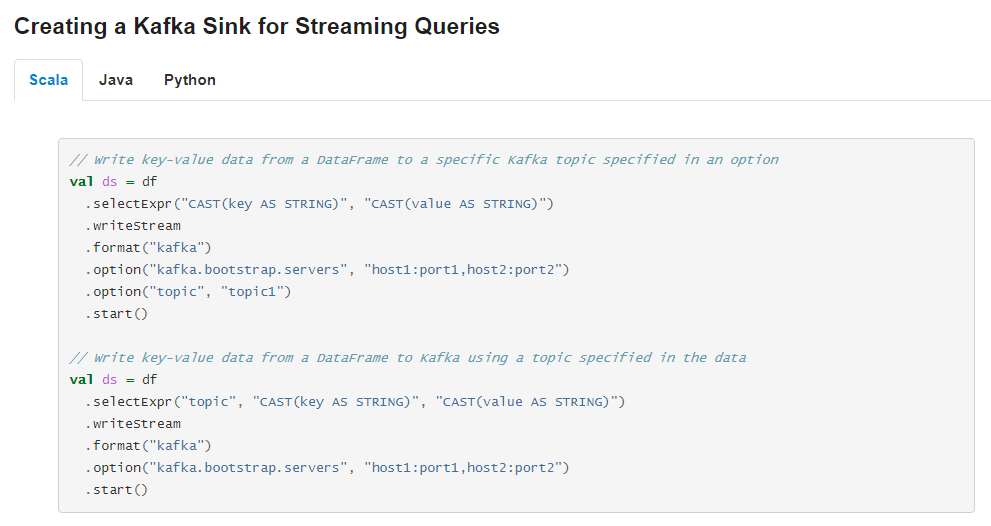 Creating a Kafka Sink for Streaming Queries
Scala Java Python
// Write key-value data from a DataFrame to a specific Kafka topic specified in an option
val ds = df
  .selectExpr("CAST(key AS STRING)", "CAST(value AS STRING)")
  .writeStream
  .format("kafka")
  .option("kafka.bootstrap.servers", "host1:port1,host2:port2")
  .option("topic", "topic1")
  .start()
// Write key-value data from a DataFrame to Kafka using a topic specified in the data
val ds = df
  .selectExpr("topic", "CAST(key AS STRING)", "CAST(value AS STRING)")
  .writeStream
  .format("kafka")
  .option("kafka.bootstrap.servers", "host1:port1,host2:port2")
  .start()